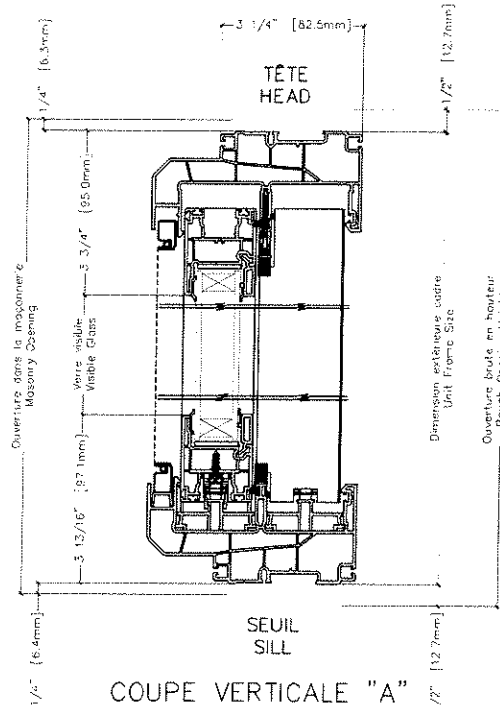 3 1/4" [82.5mm]
1/4" [6.3mm]
1/2" [12.7mm]
TÊTE
HEAD
3 3/4" [95.0mm]
Ouverture dans la maçonnerie
Masonry Opening
Verre visible
Visible Glass
Dimension extérieure cadre
Unit Frame Size
Ouverture brute en hauteur
3 13/16" [97.1mm]
1/4" [6.4mm]
SEUIL
SILL
/2" [12.7mm]
COUPE VERTICALE "A"